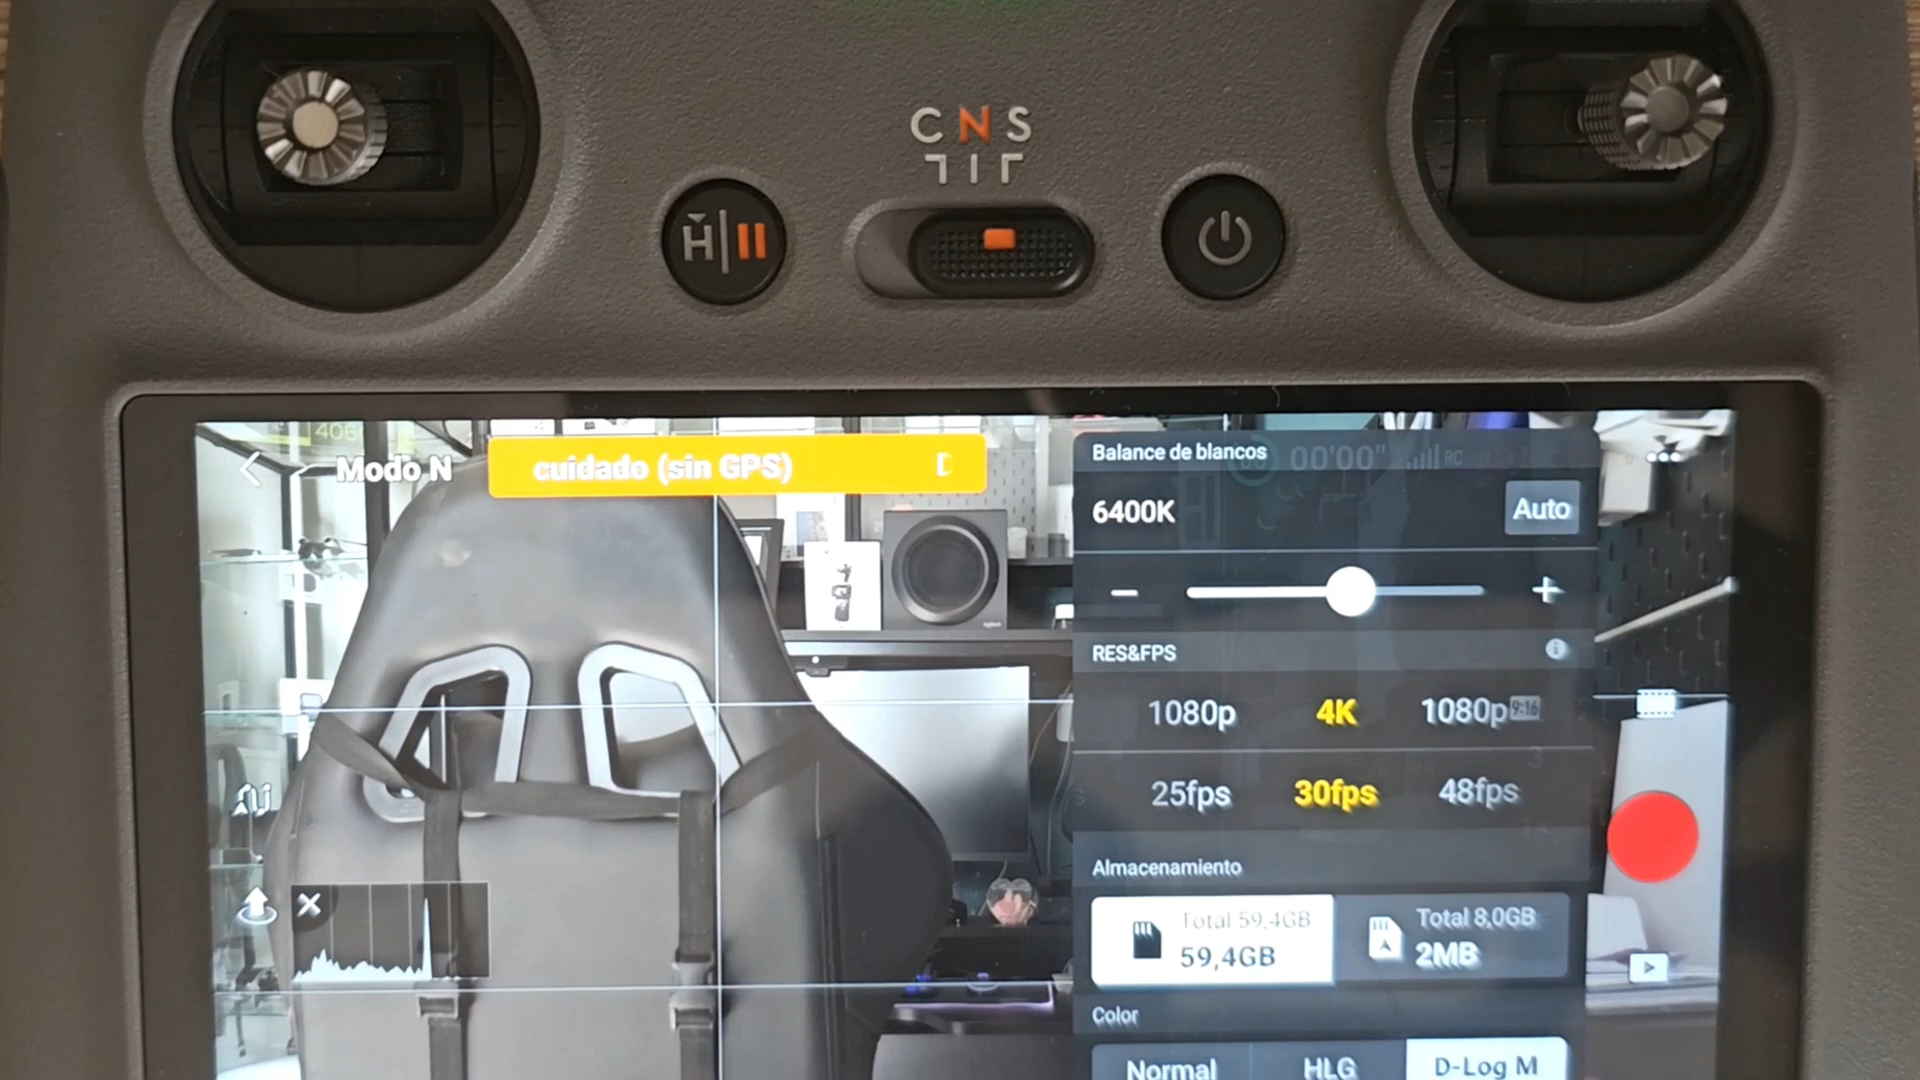 C N S
H
406
Modo N
cuidado (sin GPS)
Balance de blancos
00'00"
RC
6400K
Auto
RES&FPS
1080p
4K
1080p 9:16
25fps
30fps
48fps
Almacenamiento
Total 59,4GB
59,4GB
Total 8,0GB
2MB
Color
Normal
HLG
D-Log M